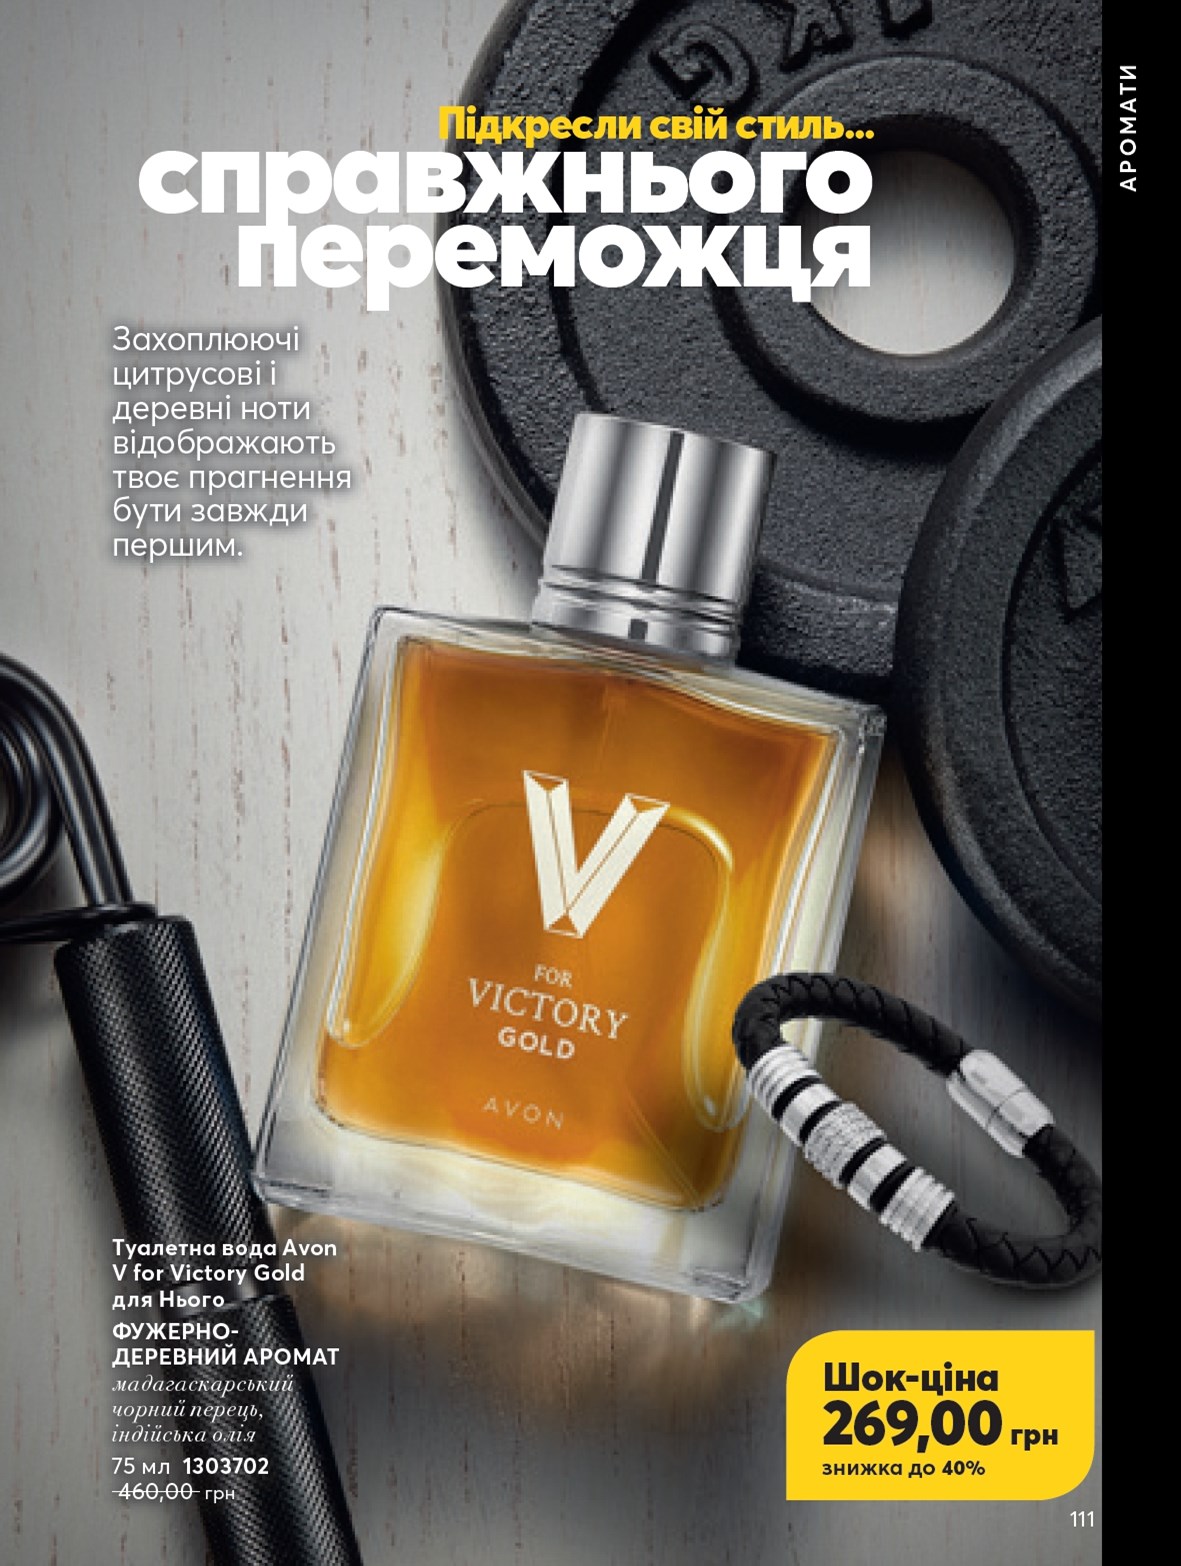 АРОМАТИ
Підкресли свій стиль...
справжнього
переможця
Захоплюючі
цитрусові і
деревні ноти
відображають
твоє прагнення
бути завжди
першим.
KG
V
FOR
VICTORY
GOLD
AVON
Туалетна вода Avon
V for Victory Gold
для Нього
ФУЖЕРНО-
ДЕРЕВНИЙ АРОМАТ
мадагаскарський
чорний перець,
індійська олія
75 мл 1303702
460,00 грн
Шок-ціна
269,00 грн
знижка до 40%
111